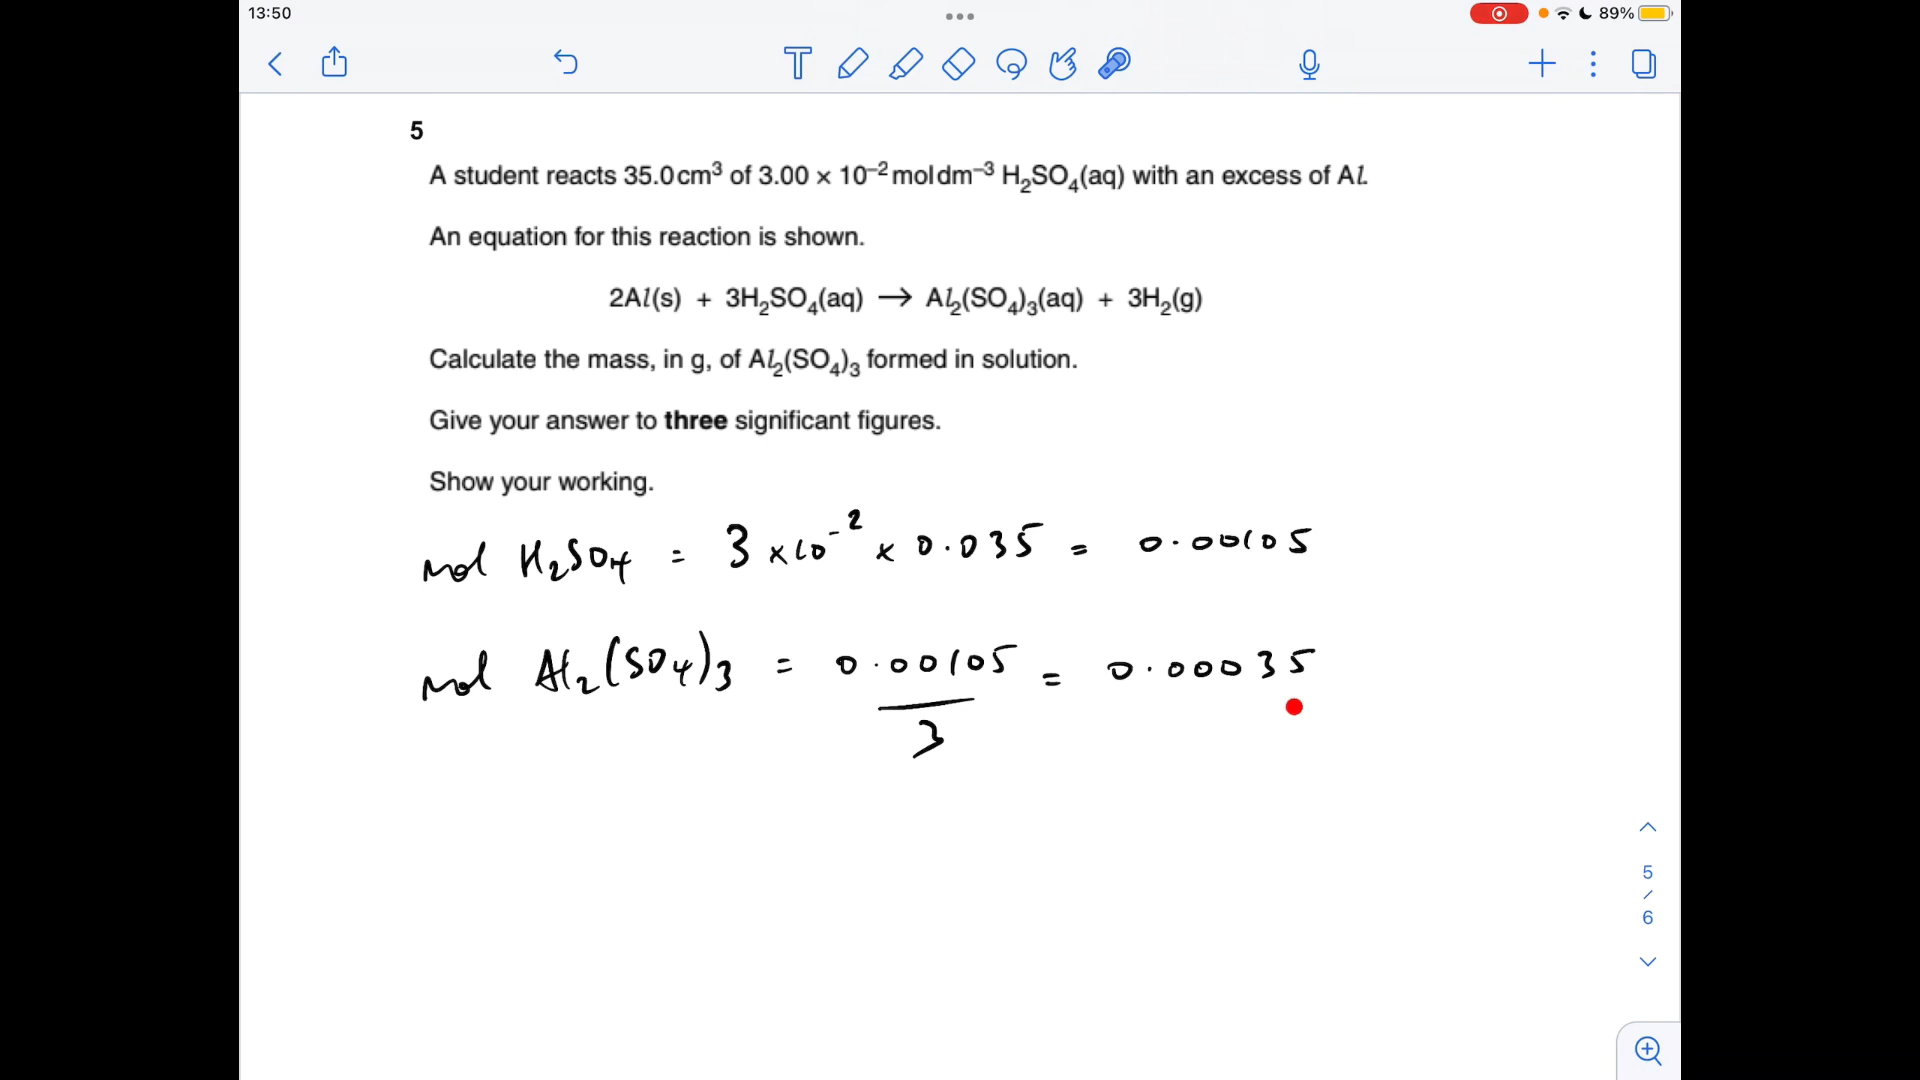 13:50
89%
5
A student reacts 35.0 cm³ of 3.00 × 10⁻² mol dm⁻³ H₂SO₄(aq) with an excess of Al.
An equation for this reaction is shown.
2Al(s) + 3H₂SO₄(aq) → Al₂(SO₄)₃(aq) + 3H₂(g)
Calculate the mass, in g, of Al₂(SO₄)₃ formed in solution.
Give your answer to three significant figures.
Show your working.
mol H₂SO₄ = 3 × 10⁻² × 0.035 = 0.00105
mol Al₂(SO₄)₃ = 0.00105 / 3 = 0.00035
5
/
6